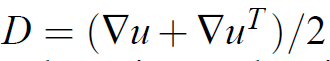 D = (∇u + ∇u^T)/2